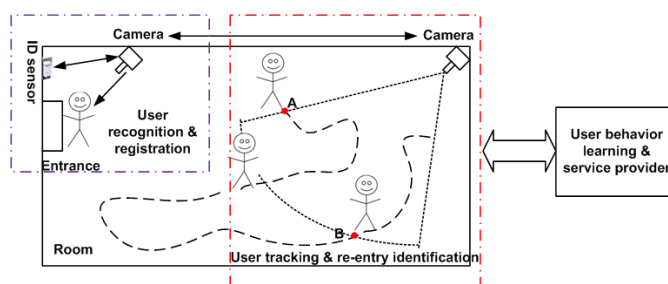 Camera
Camera
ID sensor
A
User
recognition &
registration
Entrance
User behavior
learning &
service provider
B
Room
User tracking & re-entry identification